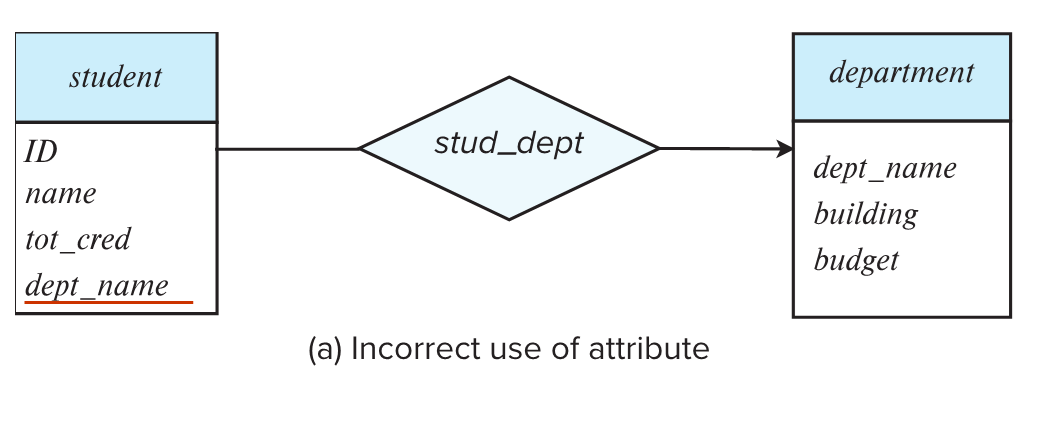 student
ID
name
tot_cred
dept_name
stud_dept
department
dept_name
building
budget
(a) Incorrect use of attribute